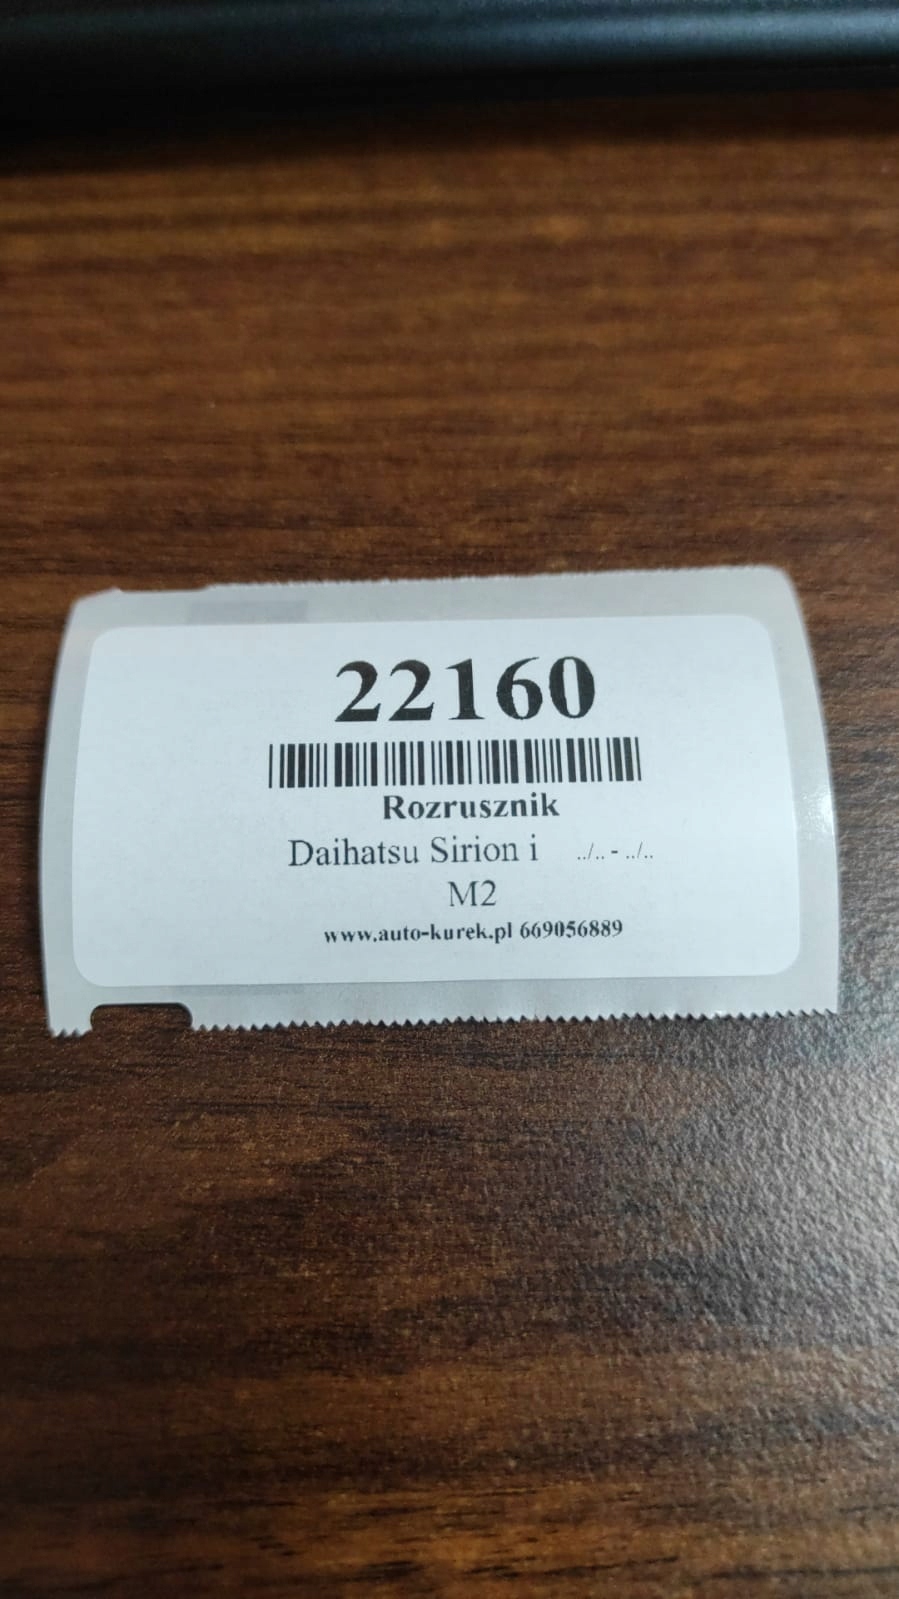 22160
Rozrusznik
Daihatsu Sirion i ../.. - ../..
M2
www.auto-kurek.pl 669056889